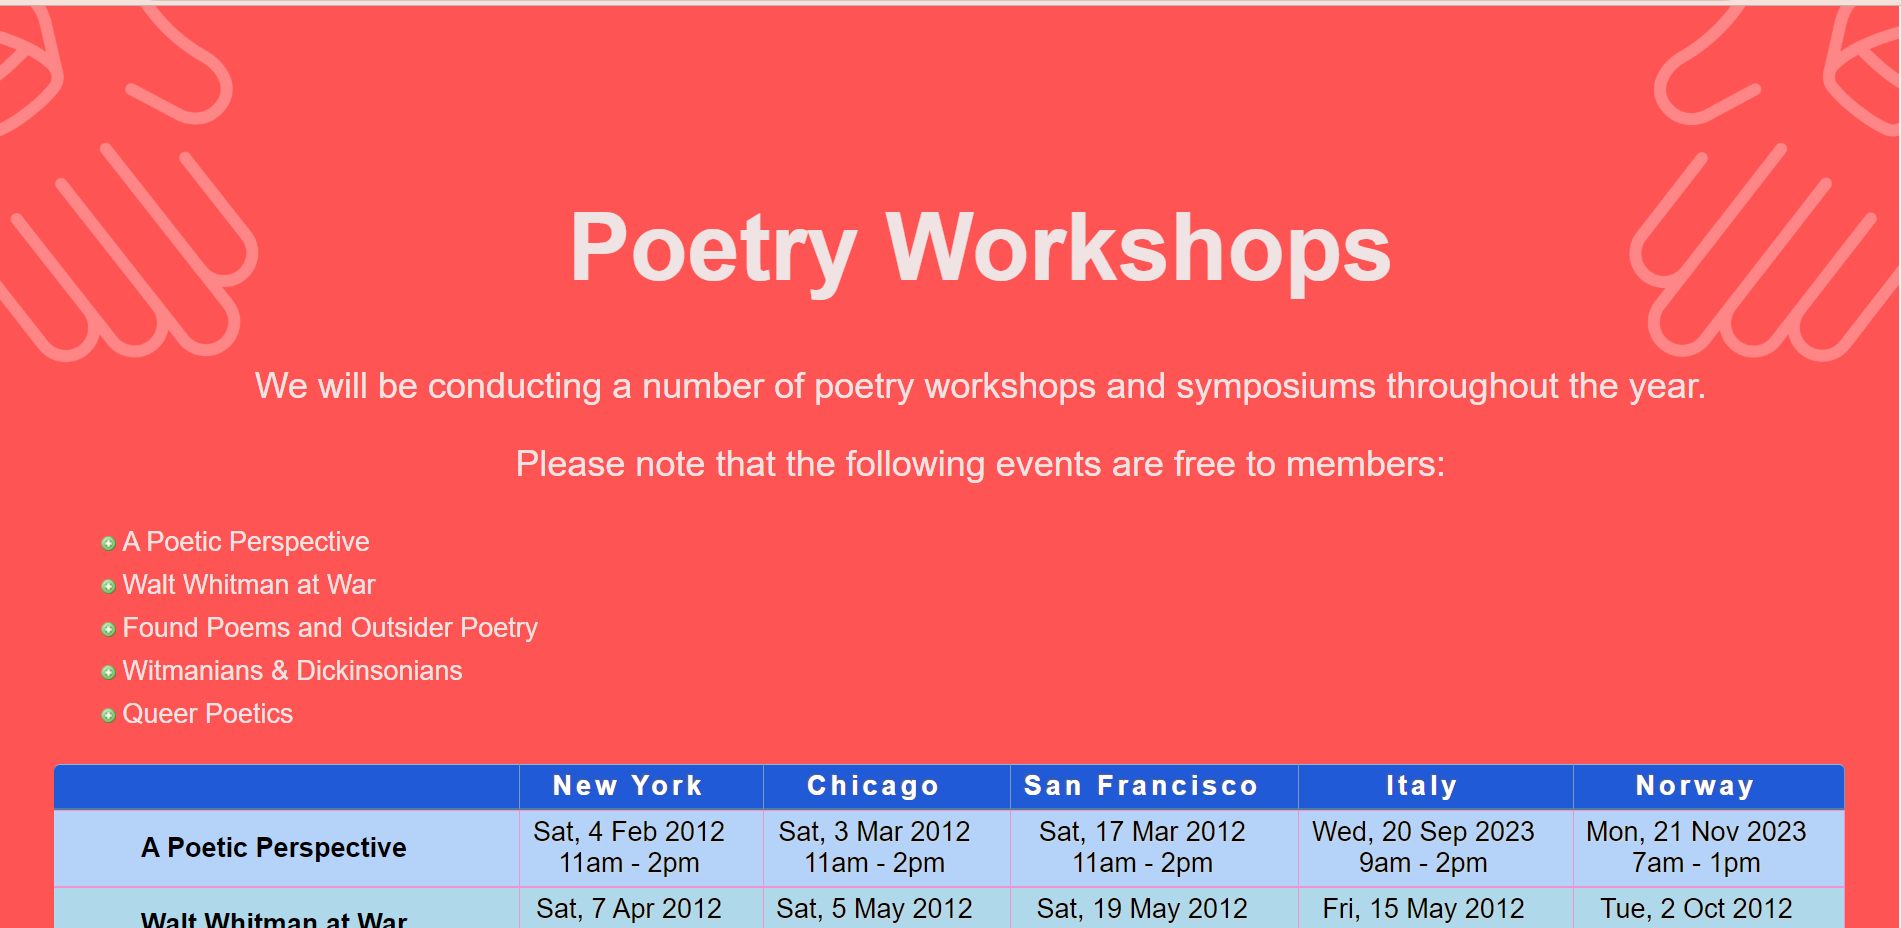 Poetry Workshops
We will be conducting a number of poetry workshops and symposiums throughout the year.
Please note that the following events are free to members:
A Poetic Perspective
Walt Whitman at War
Found Poems and Outsider Poetry
Witmanians & Dickinsonians
Queer Poetics
New York Chicago San Francisco Italy Norway
A Poetic Perspective
Sat, 4 Feb 2012 Sat, 3 Mar 2012 Sat, 17 Mar 2012 Wed, 20 Sep 2023 Mon, 21 Nov 2023
11am - 2pm 11am - 2pm 11am - 2pm 9am - 2pm 7am - 1pm
Walt Whitman at War
Sat, 7 Apr 2012 Sat, 5 May 2012 Sat, 19 May 2012 Fri, 15 May 2012 Tue, 2 Oct 2012